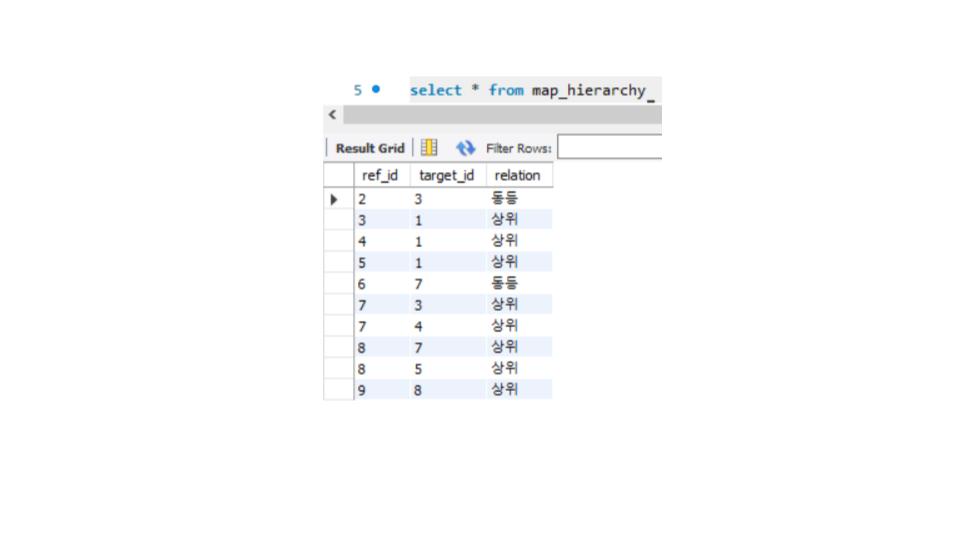 5 select * from map_hierarchy
Result Grid Filter Rows:
ref_id target_id relation
2 3 동등
3 1 상위
4 1 상위
5 1 상위
6 7 동등
7 3 상위
7 4 상위
8 7 상위
8 5 상위
9 8 상위